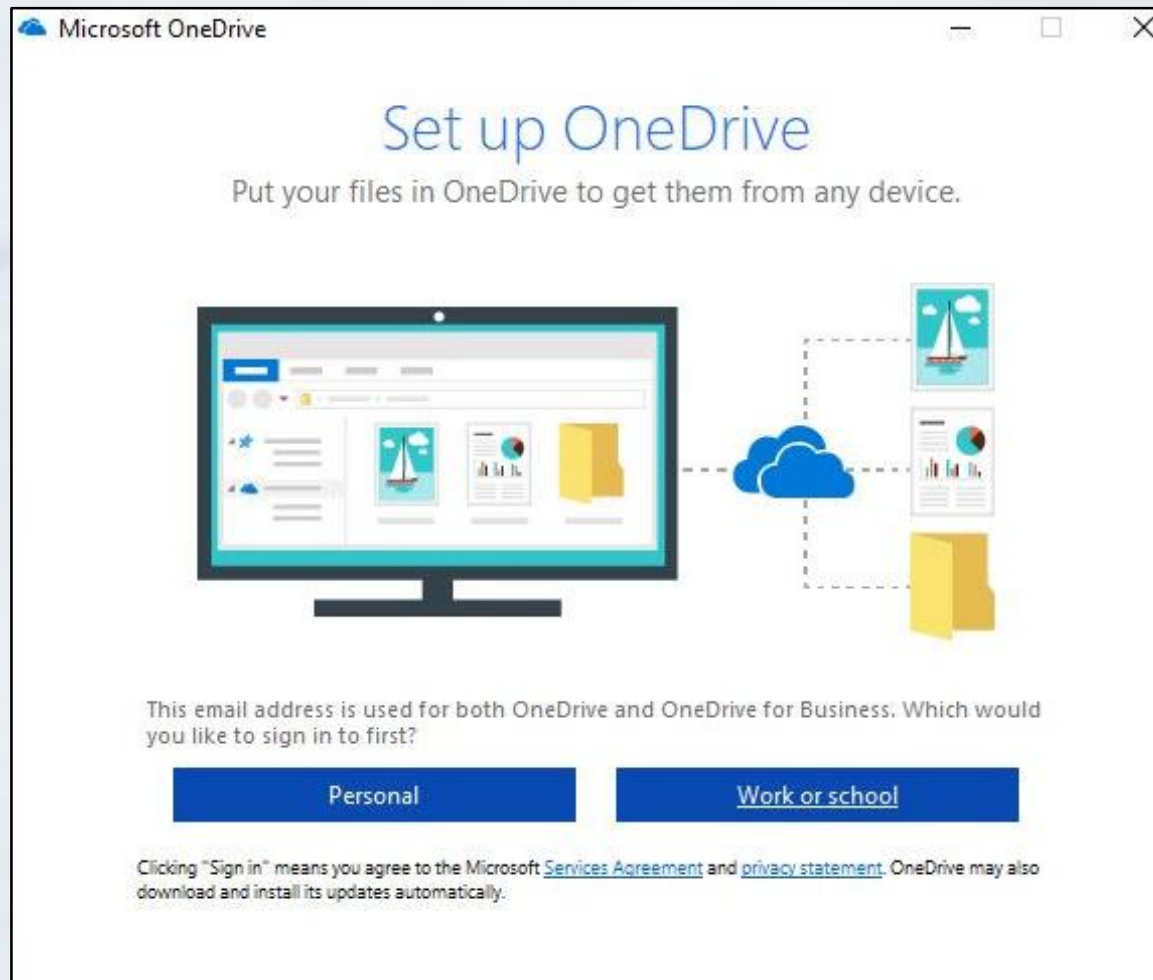 Microsoft OneDrive
Set up OneDrive
Put your files in OneDrive to get them from any device.
This email address is used for both OneDrive and OneDrive for Business. Which would
you like to sign in to first?
Personal
Work or school
Clicking "Sign in" means you agree to the Microsoft Services Agreement and privacy statement. OneDrive may also
download and install its updates automatically.